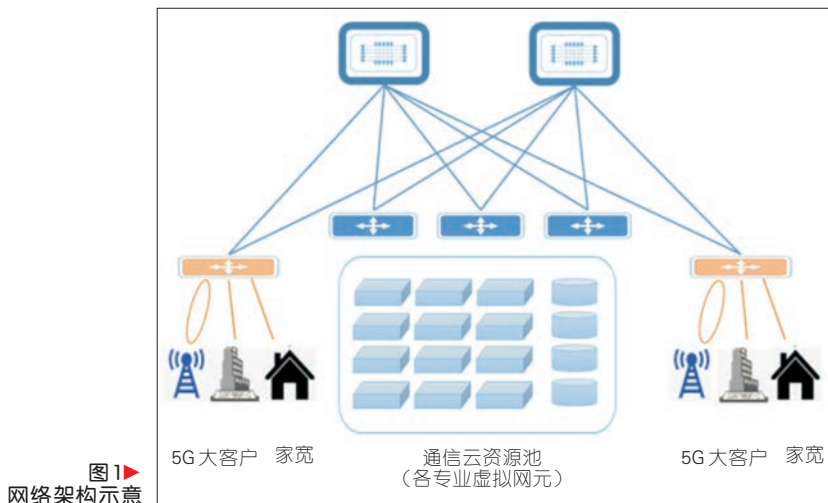 5G 大客户 家宽
通信云资源池
（各专业虚拟网元）
5G 大客户 家宽
图1▶
网络架构示意